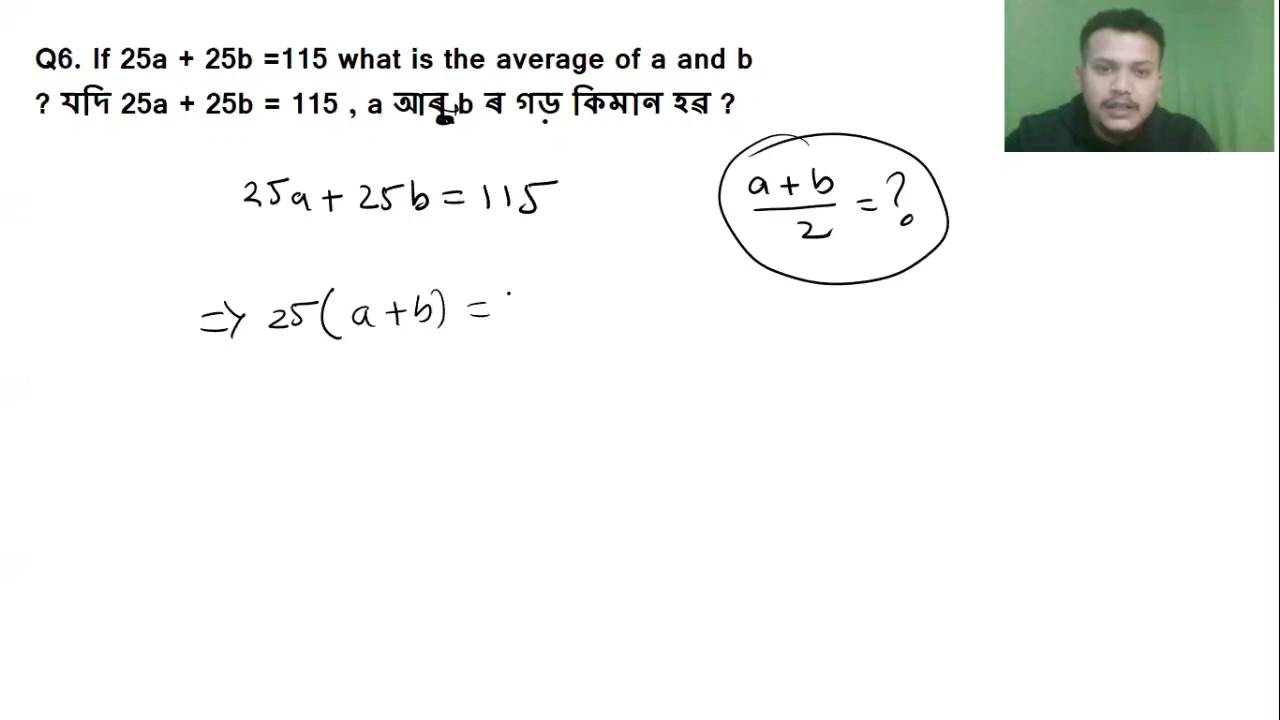 Q6. If 25a + 25b =115 what is the average of a and b
? যদি 25a + 25b = 115 , a আৰু b ৰ গড় কিমান হৱ ?
25a + 25b = 115
a + b / 2 = ?
⇒ 25(a + b) =